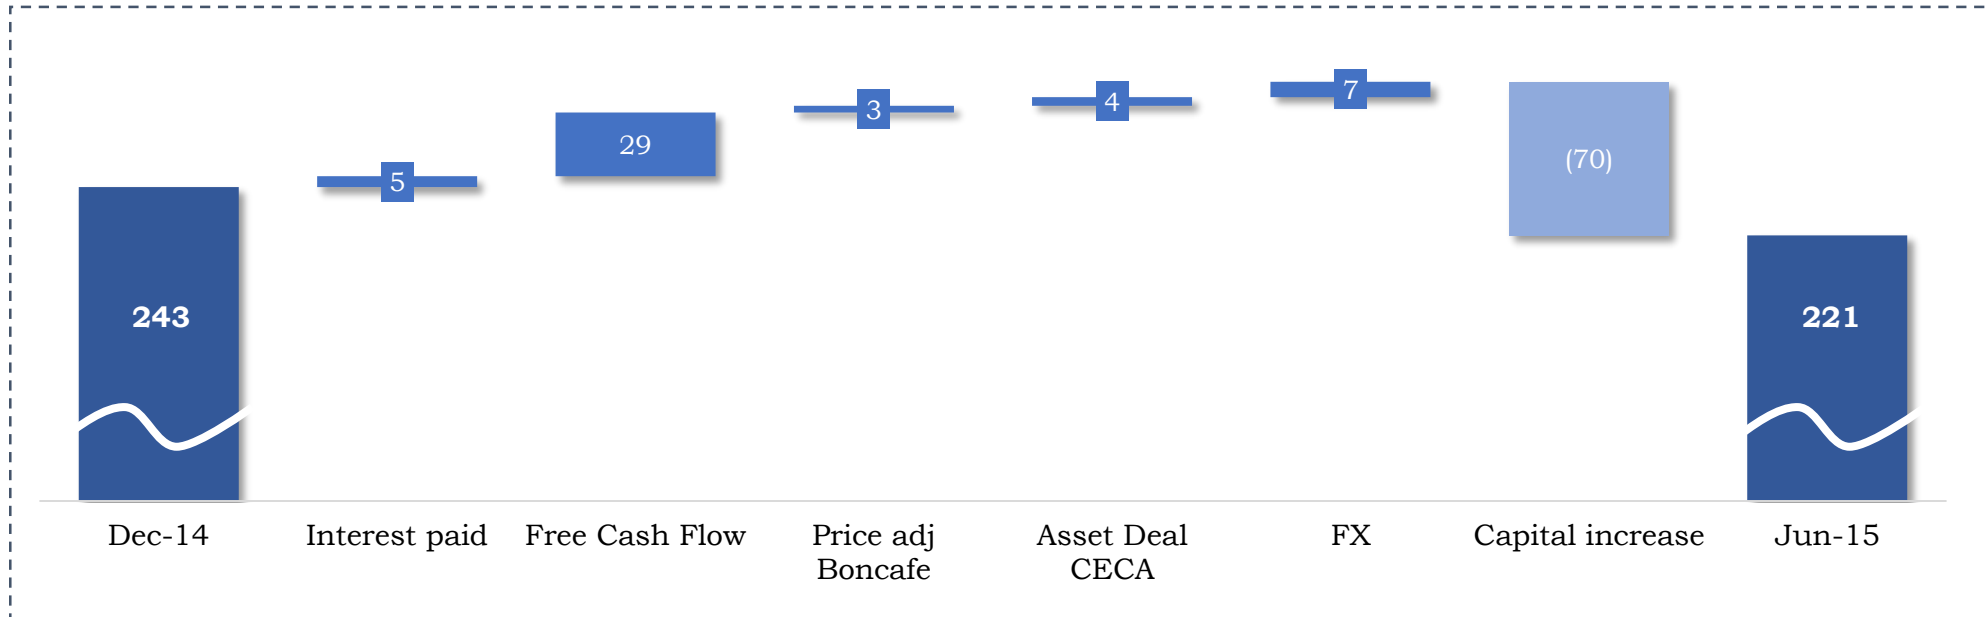 243
5
29
3
4
7
(70)
221
Dec-14
Interest paid
Free Cash Flow
Price adj
Boncafe
Asset Deal
CECA
FX
Capital increase
Jun-15